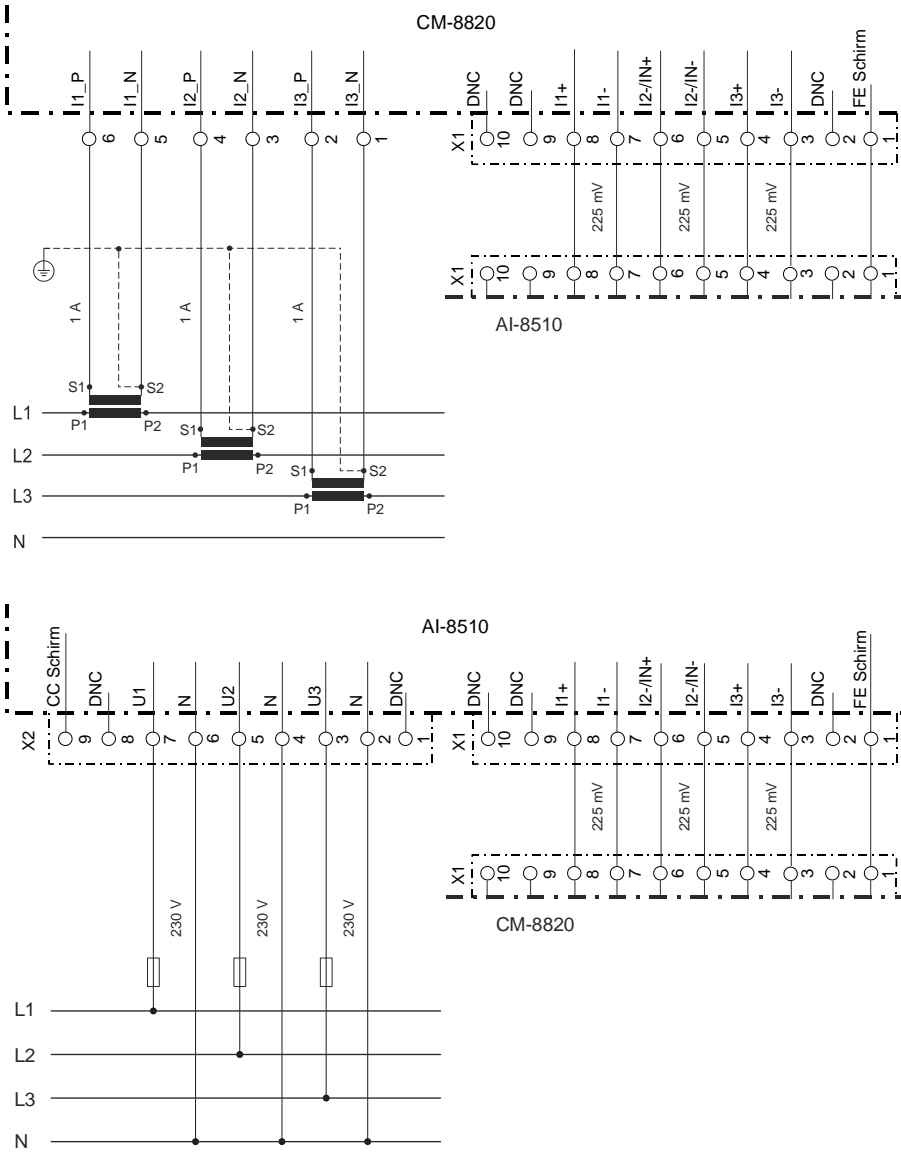 CM-8820
I1_P I1_N I2_P I2_N I3_P I3_N
DNC DNC I1+ I1- I2-/IN+ I2-/IN- I3+ I3- DNC FE Schirm
6 5 4 3 2 1
X1 10 9 8 7 6 5 4 3 2 1
225 mV 225 mV 225 mV
1 A 1 A 1 A
X1 10 9 8 7 6 5 4 3 2 1
AI-8510
S1 S2
L1
P1 P2
S1 S2
L2
P1 P2
S1 S2
L3
P1 P2
N
AI-8510
CC Schirm DNC U1 N U2 N U3 N DNC
DNC DNC I1+ I1- I2-/IN+ I2-/IN- I3+ I3- DNC FE Schirm
X2 9 8 7 6 5 4 3 2 1
X1 10 9 8 7 6 5 4 3 2 1
225 mV 225 mV 225 mV
X1 10 9 8 7 6 5 4 3 2 1
CM-8820
230 V 230 V 230 V
L1
L2
L3
N